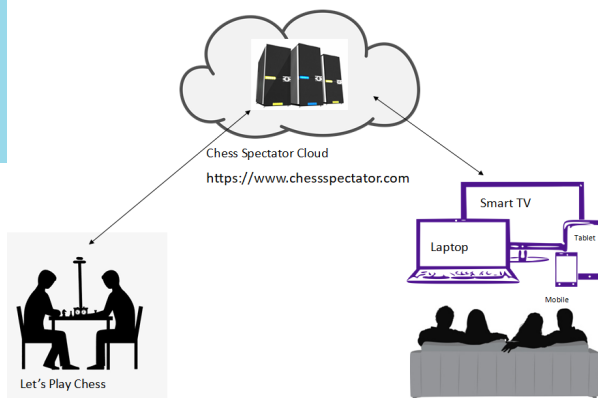 Chess Spectator Cloud
https://www.chessspectator.com
Smart TV
Tablet
Laptop
Mobile
Let's Play Chess